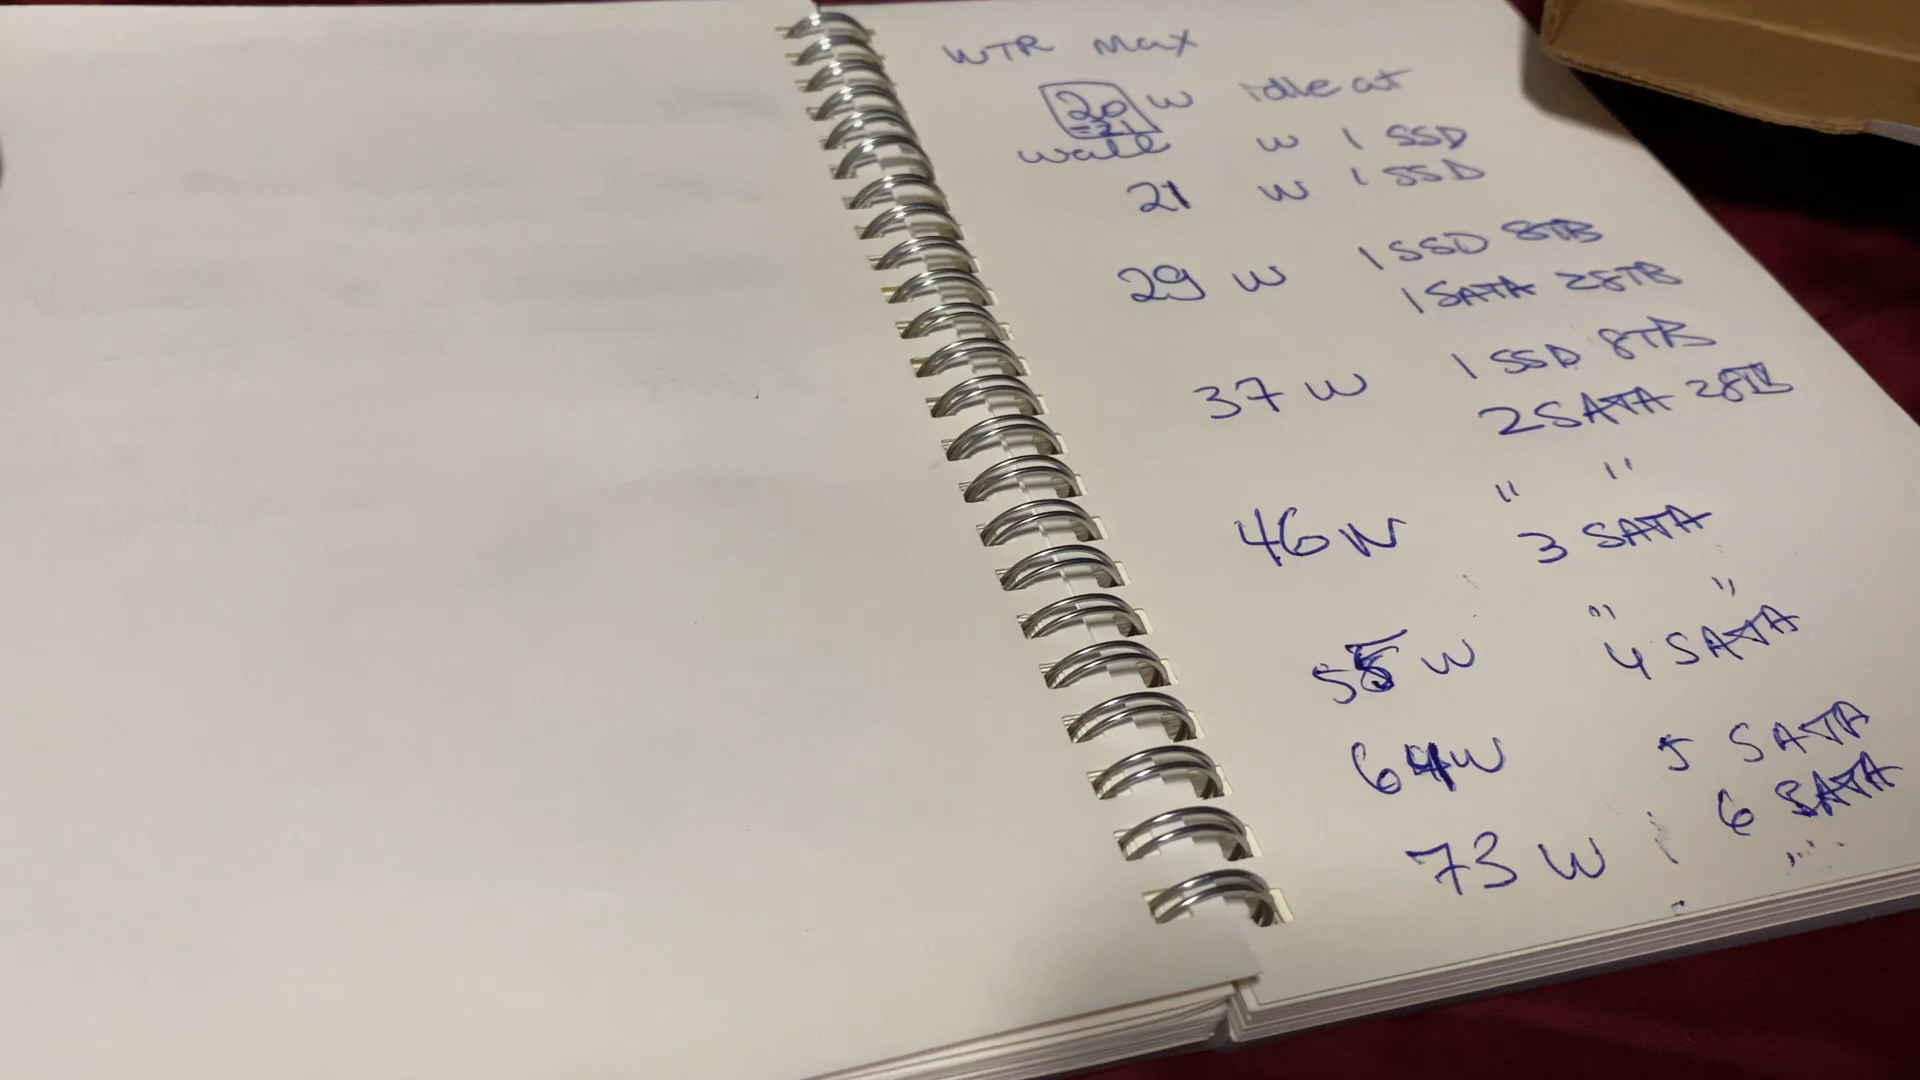 WTR Max
20 W idle at
=21
wall w 1 SSD
21 w 1 SSD
29 W 1 SSD 8TB
1 SATA 28TB
37 W 1 SSD 8TB
2 SATA 28TB
" "
46 W 3 SATA
" "
55 W 4 SATA
64 W 5 SATA
6 SATA
73 W